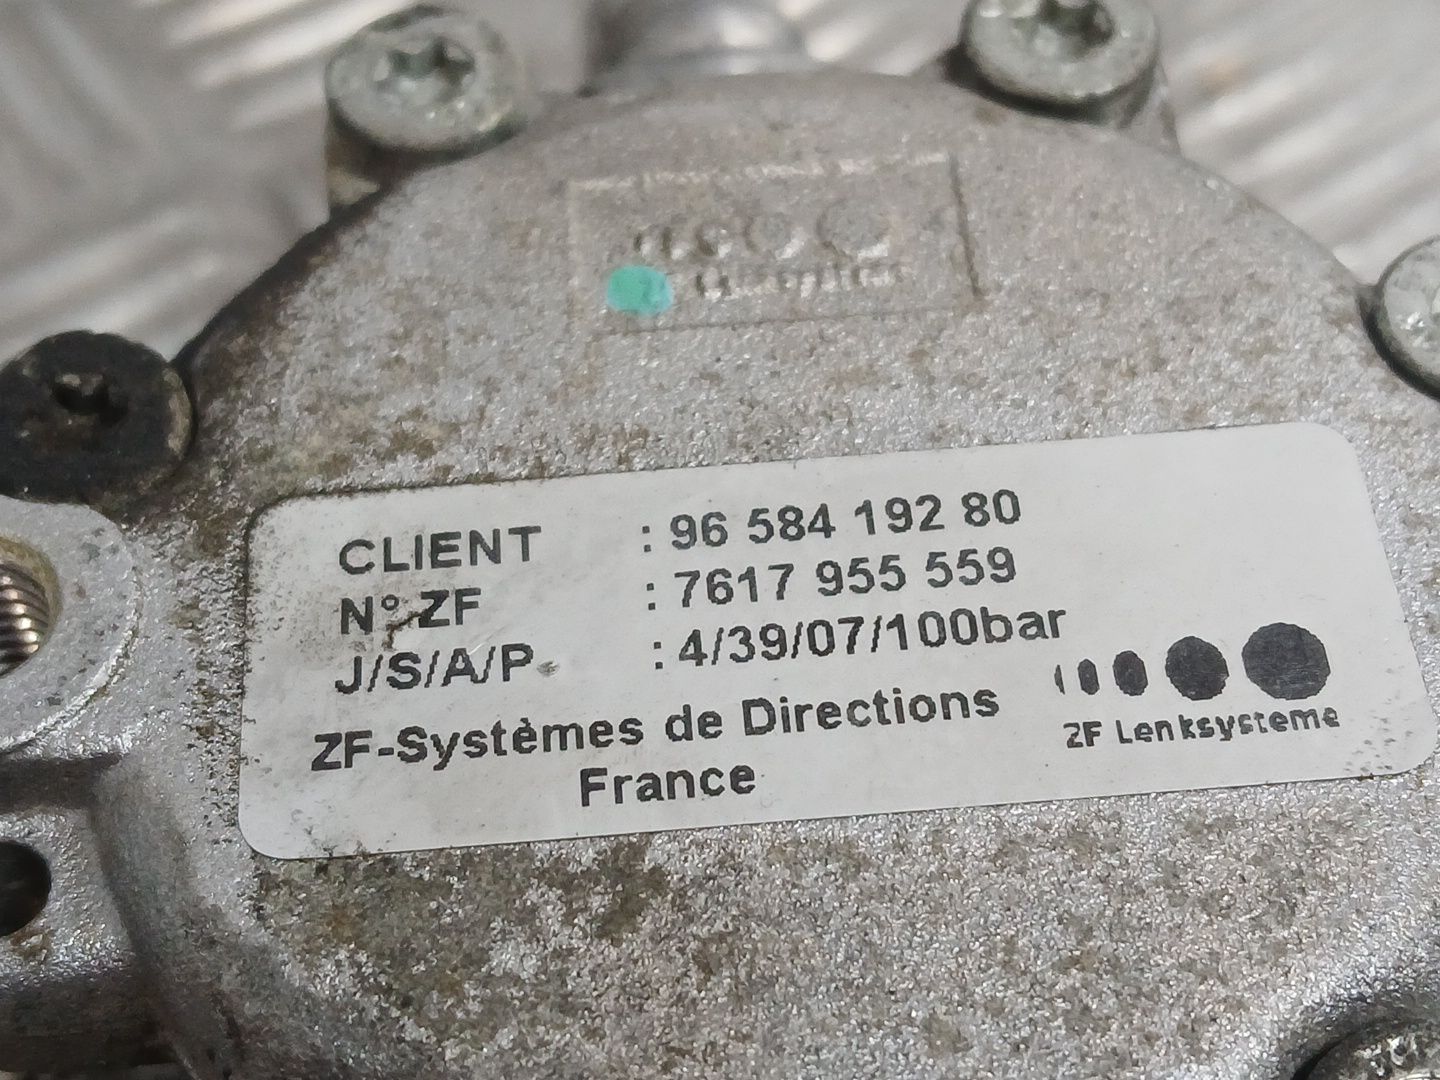 CLIENT : 96 584 192 80
N° ZF : 7617 955 559
J/S/A/P : 4/39/07/100bar
ZF-Systèmes de Directions
France
ZF Lenksysteme